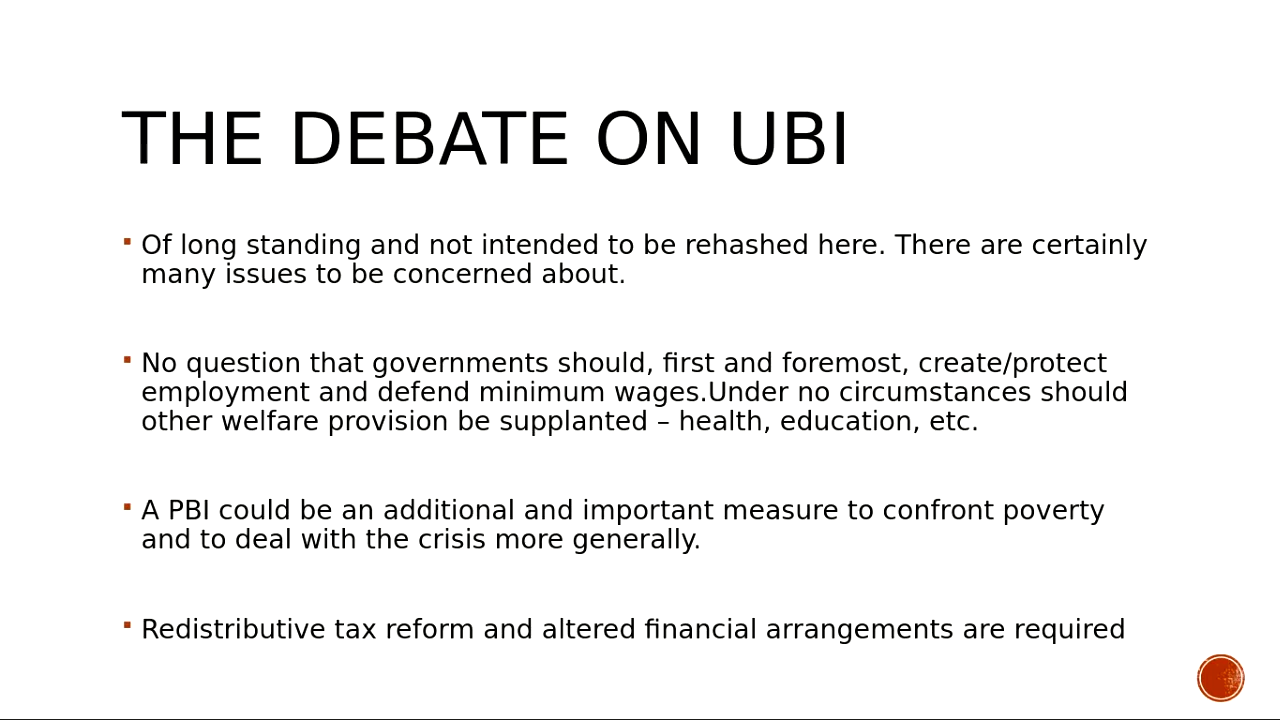 THE DEBATE ON UBI
▪ Of long standing and not intended to be rehashed here. There are certainly
many issues to be concerned about.
▪ No question that governments should, first and foremost, create/protect
employment and defend minimum wages.Under no circumstances should
other welfare provision be supplanted – health, education, etc.
▪ A PBI could be an additional and important measure to confront poverty
and to deal with the crisis more generally.
▪ Redistributive tax reform and altered financial arrangements are required